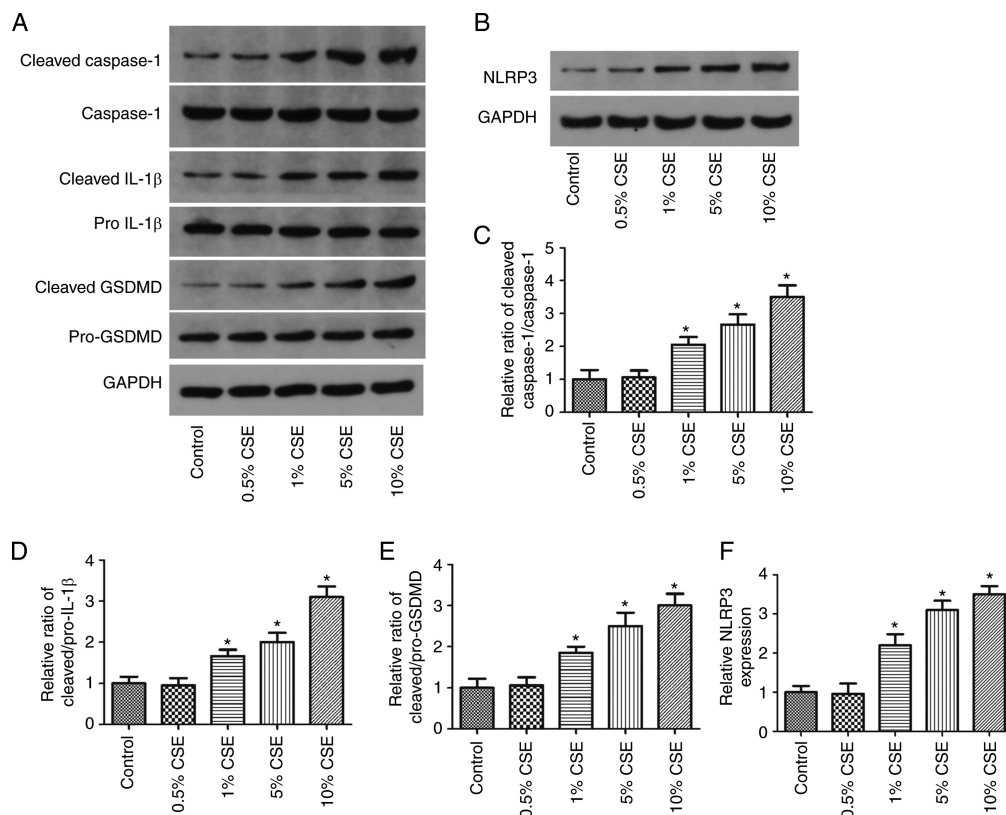 A
Cleaved caspase-1
Caspase-1
Cleaved IL-1β
Pro IL-1β
Cleaved GSDMD
Pro-GSDMD
GAPDH
Control
0.5% CSE
1% CSE
5% CSE
10% CSE
B
NLRP3
GAPDH
Control
0.5% CSE
1% CSE
5% CSE
10% CSE
C
Relative ratio of cleaved
caspase-1/caspase-1
5
4
3
2
1
0
*
*
*
Control
0.5% CSE
1% CSE
5% CSE
10% CSE
D
Relative ratio of
cleaved/pro-IL-1β
4
3
2
1
0
*
*
*
Control
0.5% CSE
1% CSE
5% CSE
10% CSE
E
Relative ratio of
cleaved/pro-GSDMD
4
3
2
1
0
*
*
*
Control
0.5% CSE
1% CSE
5% CSE
10% CSE
F
Relative NLRP3
expression
4
3
2
1
0
*
*
*
Control
0.5% CSE
1% CSE
5% CSE
10% CSE